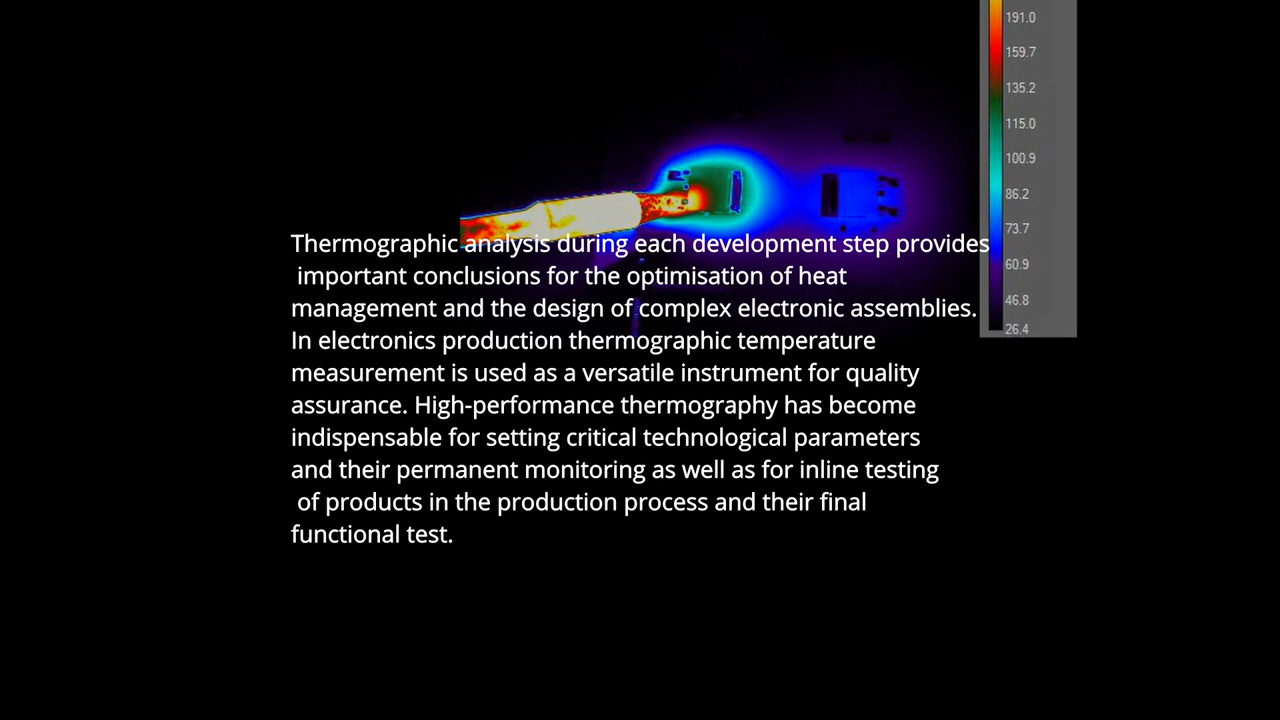 191.0
159.7
135.2
115.0
100.9
86.2
73.7
60.9
46.8
26.4
Thermographic analysis during each development step provides
important conclusions for the optimisation of heat
management and the design of complex electronic assemblies.
In electronics production thermographic temperature
measurement is used as a versatile instrument for quality
assurance. High-performance thermography has become
indispensable for setting critical technological parameters
and their permanent monitoring as well as for inline testing
of products in the production process and their final
functional test.